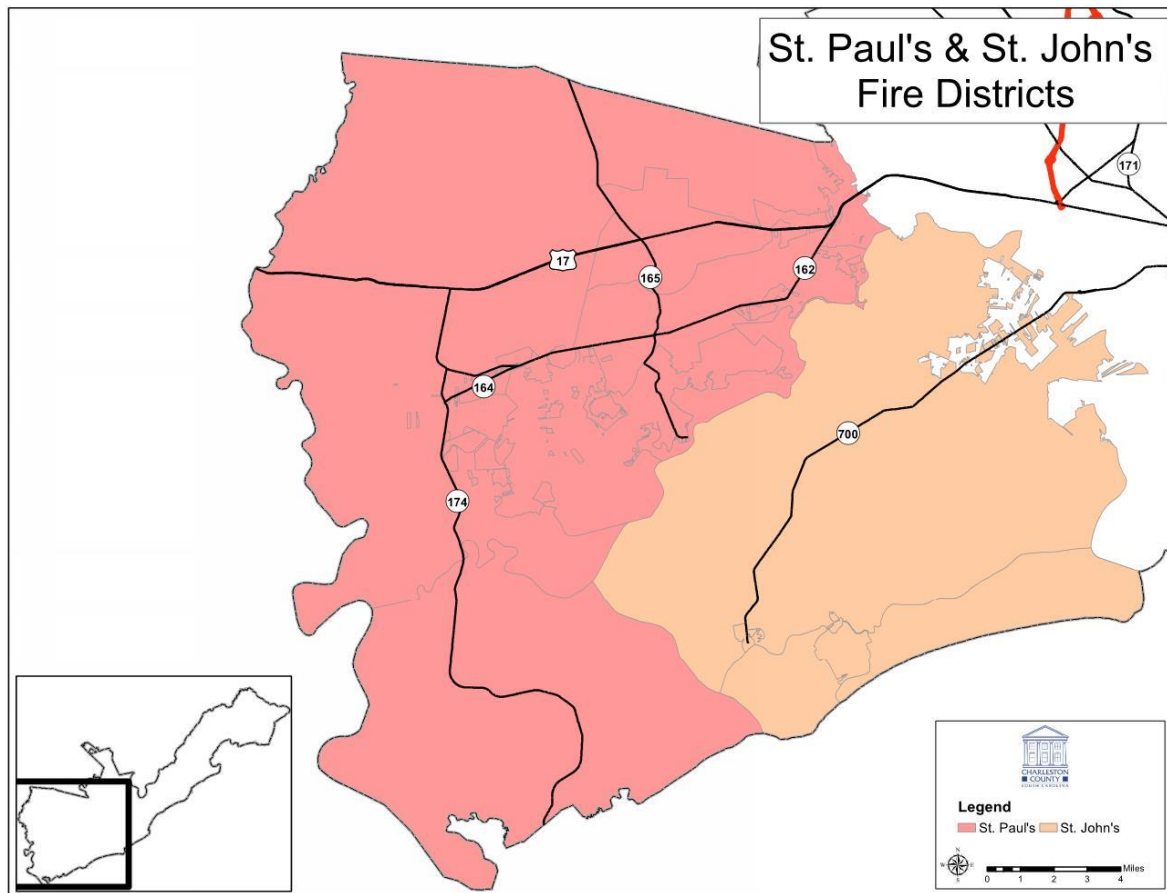 St. Paul's & St. John's
Fire Districts
171
17
165
162
164
700
174
CHARLESTON
COUNTY
SOUTH CAROLINA
Legend
St. Paul's St. John's
N
W E
S
Miles
0 1 2 3 4